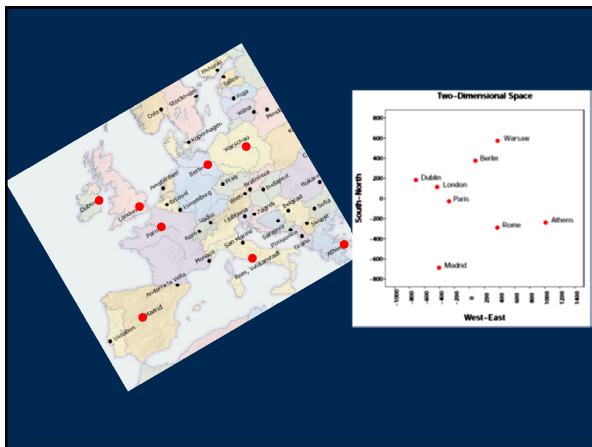 Helsinki
Tallinn
Riga
Stockholm
Oslo
Wilna
Kopenhagen
Warschau
Berlin
Amsterdam
Dublin
London
Prag
Bratislava
Budapest
Luxemburg
Brüssel
Wien
Paris
Vaduz
Bern
Ljubljana
Zagreb
Belgrad
Sofia
San Marino
Sarajevo
Skopje
Podgorica
Tirana
Monaco
Rom, Vatikanstadt
Athen
Andorra la Vella
Madrid
Lissabon
Two-Dimensional Space
South-North
800
600
400
200
0
-200
-400
-600
-800
Warsaw
Berlin
Dublin
London
Paris
Rome
Athens
Madrid
-1000
-800
-600
-400
-200
0
200
400
600
800
1000
1200
1400
West-East